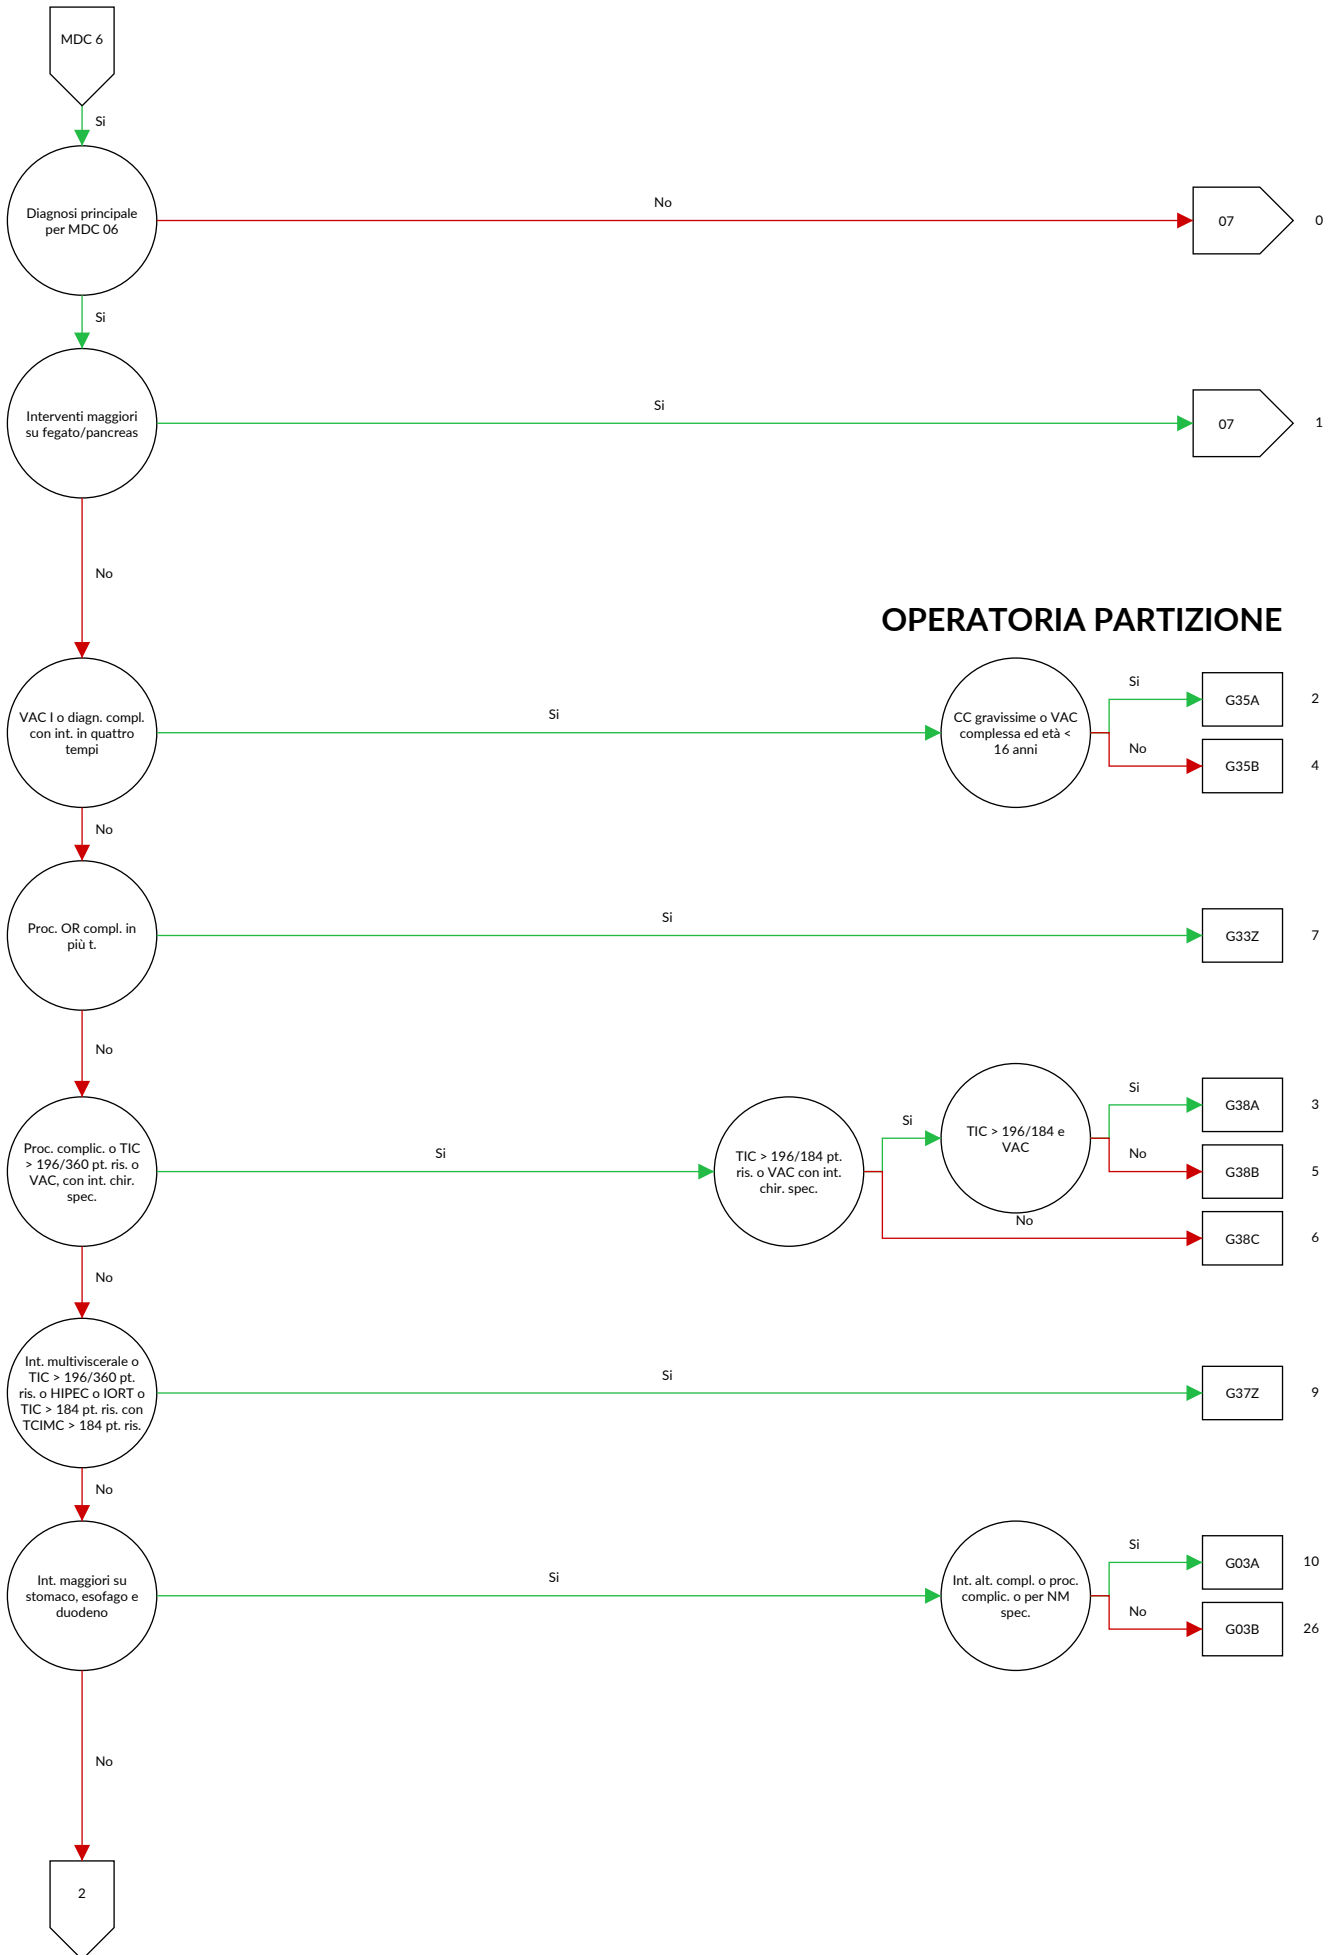 MDC 6
Si
Diagnosi principale
per MDC 06
No
07
0
Si
Interventi maggiori
su fegato/pancreas
Si
07
1
No
OPERATORIA PARTIZIONE
VAC I o diagn. compl.
con int. in quattro
tempi
Si
CC gravissime o VAC
complessa ed età <
16 anni
Si
G35A
2
No
G35B
4
No
Proc. OR compl. in
più t.
Si
G33Z
7
No
Proc. complic. o TIC
> 196/360 pt. ris. o
VAC, con int. chir.
spec.
Si
TIC > 196/184 pt.
ris. o VAC con int.
chir. spec.
Si
TIC > 196/184 e
VAC
Si
G38A
3
No
G38B
5
No
G38C
6
No
Int. multiviscerale o
TIC > 196/360 pt.
ris. o HIPEC o IORT o
TIC > 184 pt. ris. con
TCIMC > 184 pt. ris.
Si
G37Z
9
No
Int. maggiori su
stomaco, esofago e
duodeno
Si
Int. alt. compl. o proc.
complic. o per NM
spec.
Si
G03A
10
No
G03B
26
No
2